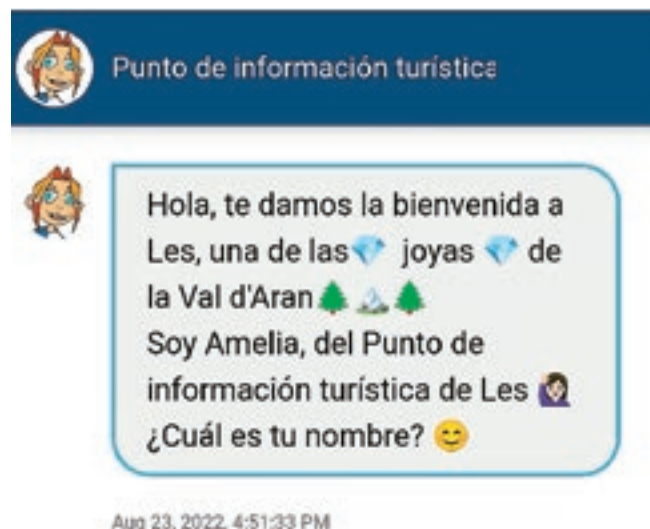 Punto de información turística
Hola, te damos la bienvenida a
Les, una de las💎 joyas 💎 de
la Val d'Aran🌲🏔️🌲
Soy Amelia, del Punto de
información turística de Les 🙋🏻‍♀️
¿Cuál es tu nombre? 😊
Aug 23, 2022, 4:51:33 PM